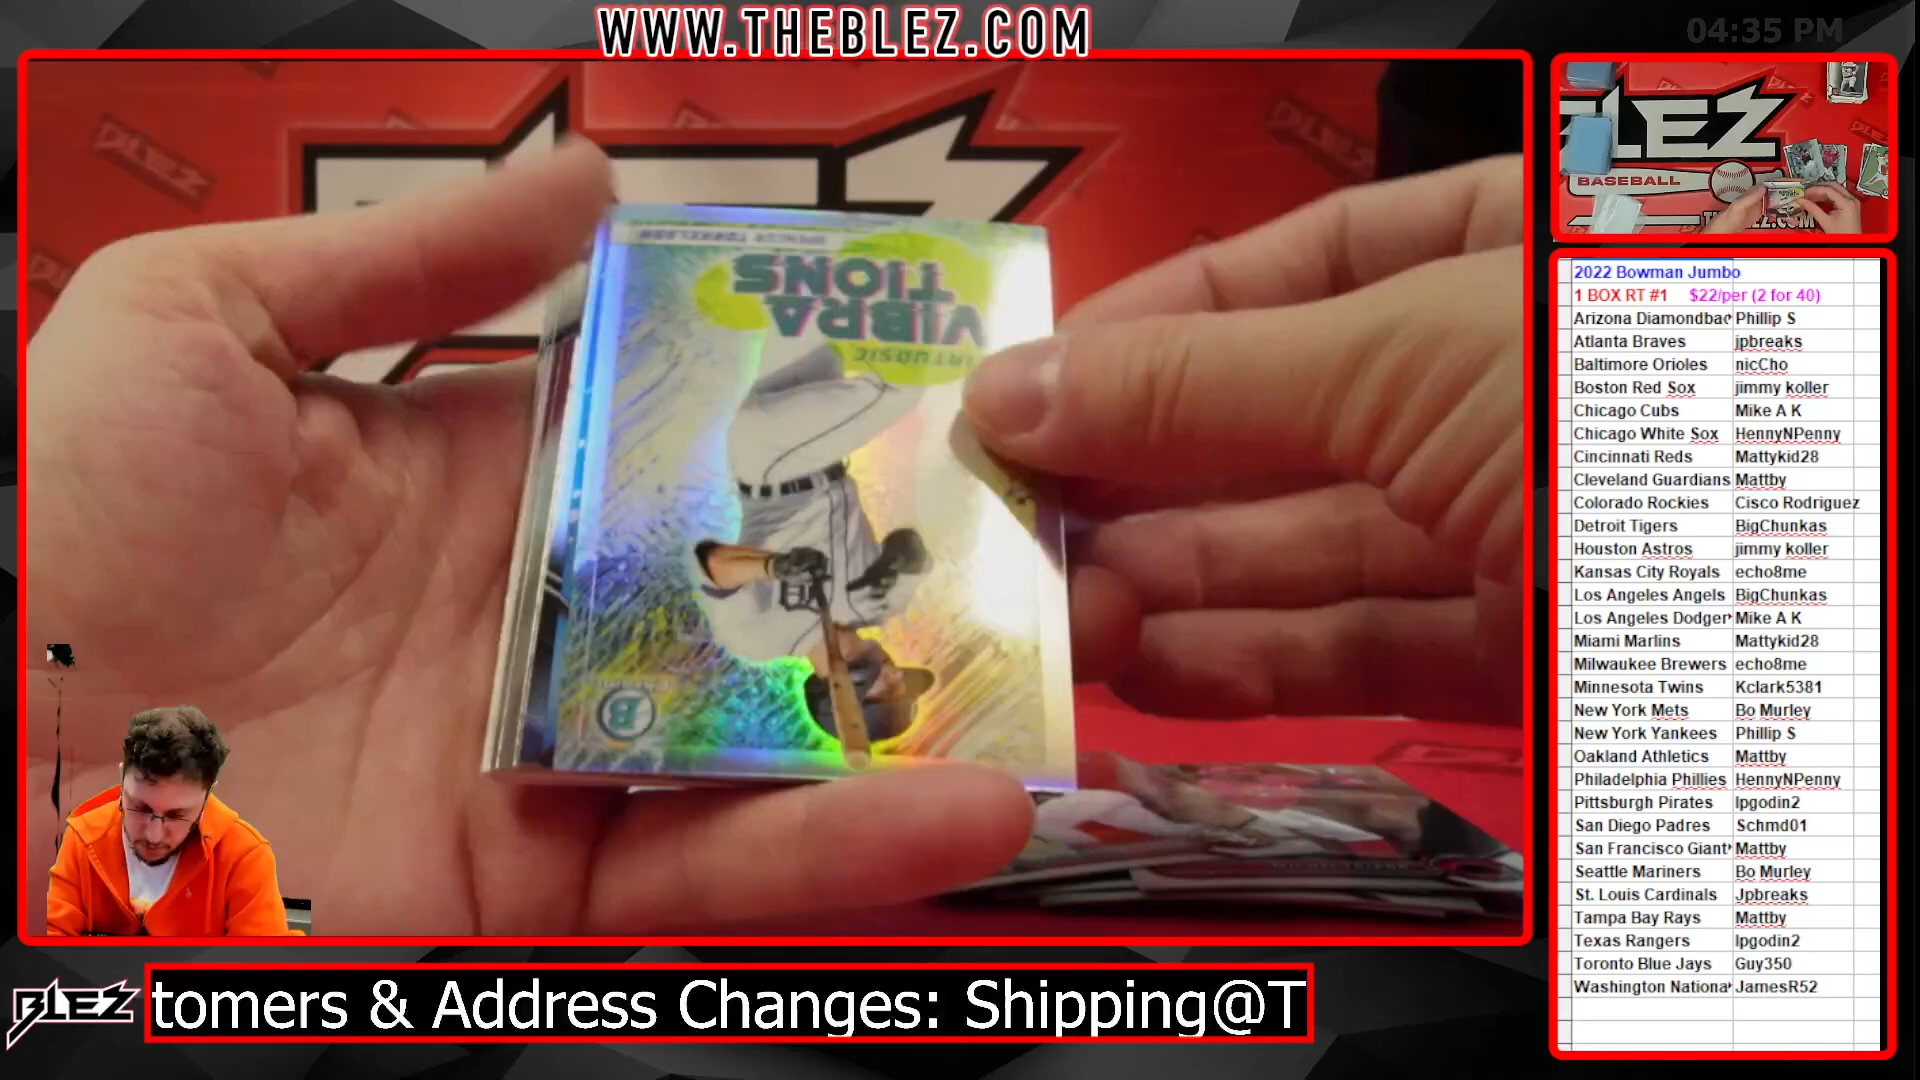 WWW.THEBLEZ.COM
04:35 PM
BLEZ
SPENCER TORKELSON
VIBRA
TIONS
B
BLEZ
BASEBALL
2022 Bowman Jumbo
1 BOX RT #1 $22/per (2 for 40)
Arizona Diamondbac Phillip S
Atlanta Braves jpbreaks
Baltimore Orioles nicCho
Boston Red Sox jimmy koller
Chicago Cubs Mike A K
Chicago White Sox HennyNPenny
Cincinnati Reds Mattykid28
Cleveland Guardians Mattby
Colorado Rockies Cisco Rodriguez
Detroit Tigers BigChunkas
Houston Astros jimmy koller
Kansas City Royals echo8me
Los Angeles Angels BigChunkas
Los Angeles Dodger Mike A K
Miami Marlins Mattykid28
Milwaukee Brewers echo8me
Minnesota Twins Kclark5381
New York Mets Bo Murley
New York Yankees Phillip S
Oakland Athletics Mattby
Philadelphia Phillies HennyNPenny
Pittsburgh Pirates lpgodin2
San Diego Padres Schmd01
San Francisco Giant Mattby
Seattle Mariners Bo Murley
St. Louis Cardinals Jpbreaks
Tampa Bay Rays Mattby
Texas Rangers lpgodin2
Toronto Blue Jays Guy350
Washington Nationa JamesR52
BLEZ
tomers & Address Changes: Shipping@T